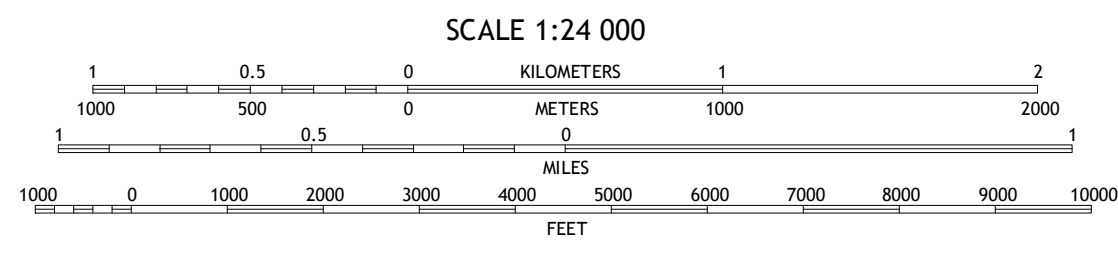 SCALE 1:24 000
1 0.5 0 KILOMETERS 1 2
1000 500 0 METERS 1000 2000
1 0.5 0 1
MILES
1000 0 1000 2000 3000 4000 5000 6000 7000 8000 9000 10000
FEET